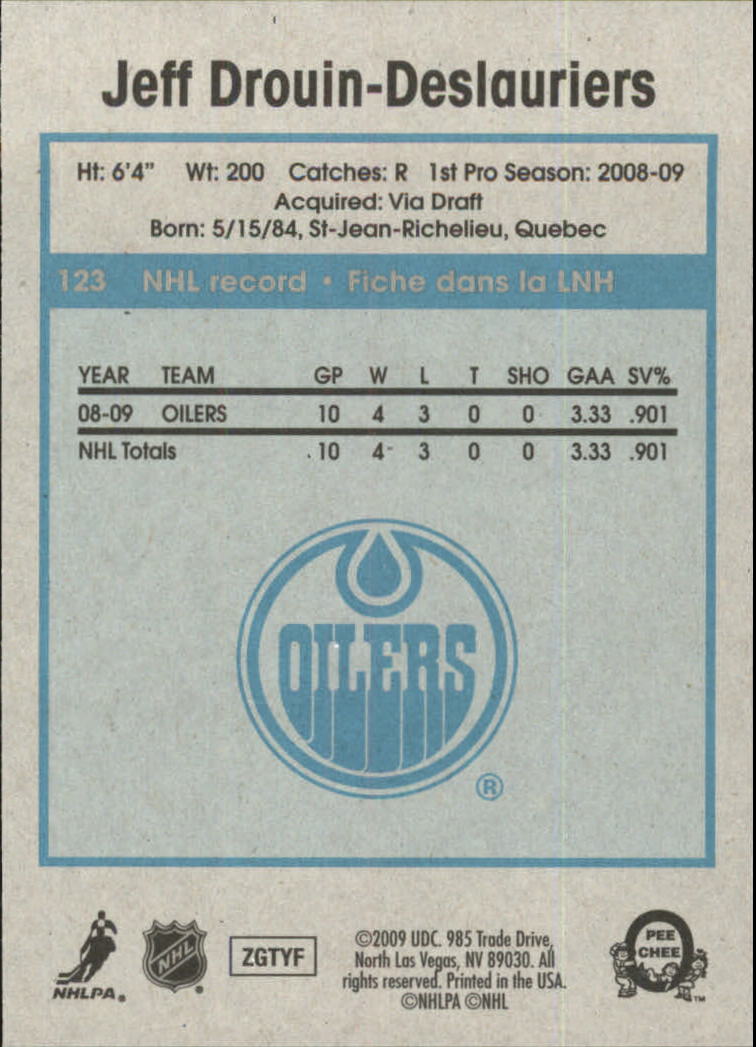 Jeff Drouin-Deslauriers
Ht: 6'4" Wt: 200 Catches: R 1st Pro Season: 2008-09
Acquired: Via Draft
Born: 5/15/84, St-Jean-Richelieu, Quebec
123 NHL record • Fiche dans la LNH
YEAR TEAM GP W L T SHO GAA SV%
08-09 OILERS 10 4 3 0 0 3.33 .901
NHL Totals 10 4 3 0 0 3.33 .901
OILERS
®
NHLPA®
NHL
ZGTYF
©2009 UDC. 985 Trade Drive,
North Las Vegas, NV 89030. All
rights reserved. Printed in the USA.
©NHLPA ©NHL
PEE
CHEE
™